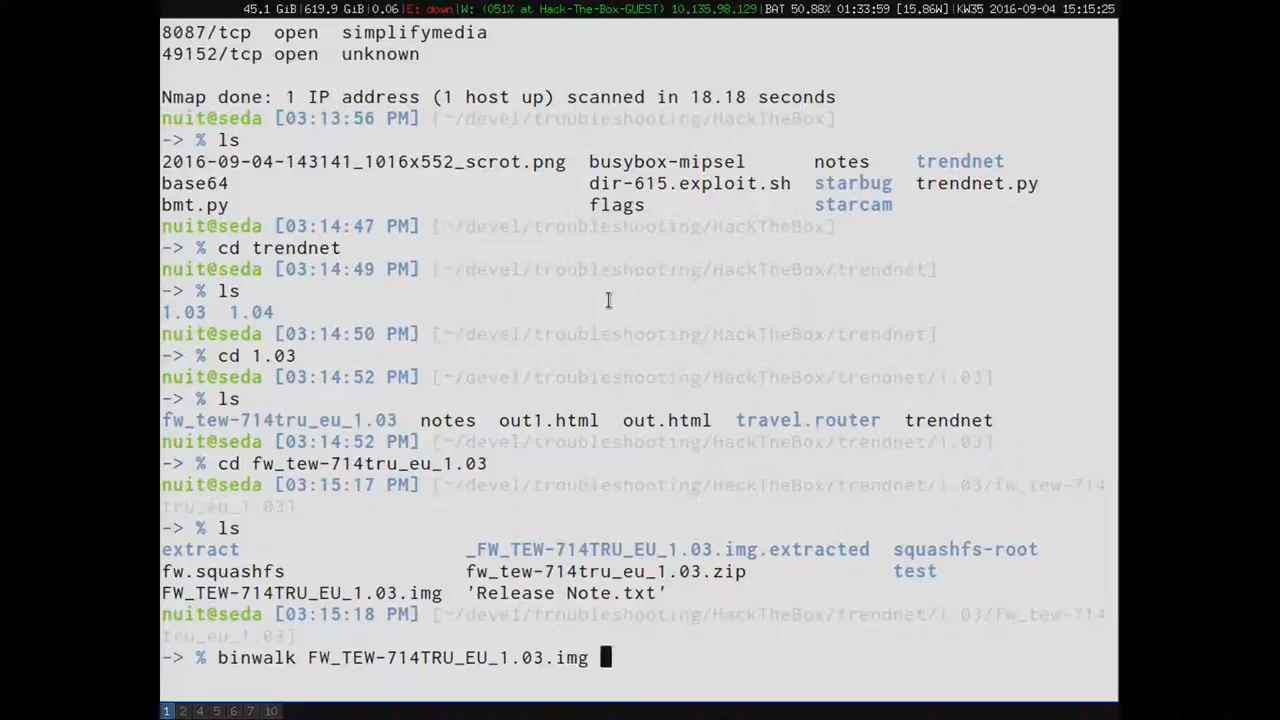 45.1 GiB|619.9 GiB|0.06|E: down|W: (051% at Hack-The-Box-GUEST) 10.135.98.129|BAT 50.88% 01:33:59 [15.86W]|KW35 2016-09-04 15:15:25
8087/tcp  open  simplifymedia
49152/tcp open  unknown
Nmap done: 1 IP address (1 host up) scanned in 18.18 seconds
nuit@seda [03:13:56 PM] [~/devel/troubleshooting/HackTheBox]
-> % ls
2016-09-04-143141_1016x552_scrot.png  busybox-mipsel      notes    trendnet
base64                                dir-615.exploit.sh  starbug  trendnet.py
bmt.py                                flags               starcam
nuit@seda [03:14:47 PM] [~/devel/troubleshooting/HackTheBox]
-> % cd trendnet
nuit@seda [03:14:49 PM] [~/devel/troubleshooting/HackTheBox/trendnet]
-> % ls
1.03  1.04
nuit@seda [03:14:50 PM] [~/devel/troubleshooting/HackTheBox/trendnet]
-> % cd 1.03
nuit@seda [03:14:52 PM] [~/devel/troubleshooting/HackTheBox/trendnet/1.03]
-> % ls
fw_tew-714tru_eu_1.03  notes  out1.html  out.html  travel.router  trendnet
nuit@seda [03:14:52 PM] [~/devel/troubleshooting/HackTheBox/trendnet/1.03]
-> % cd fw_tew-714tru_eu_1.03
nuit@seda [03:15:17 PM] [~/devel/troubleshooting/HackTheBox/trendnet/1.03/fw_tew-714
tru_eu_1.03]
-> % ls
extract                    _FW_TEW-714TRU_EU_1.03.img.extracted  squashfs-root
fw.squashfs                fw_tew-714tru_eu_1.03.zip             test
FW_TEW-714TRU_EU_1.03.img  'Release Note.txt'
nuit@seda [03:15:18 PM] [~/devel/troubleshooting/HackTheBox/trendnet/1.03/fw_tew-714
tru_eu_1.03]
-> % binwalk FW_TEW-714TRU_EU_1.03.img
1 2 4 5 6 7 10